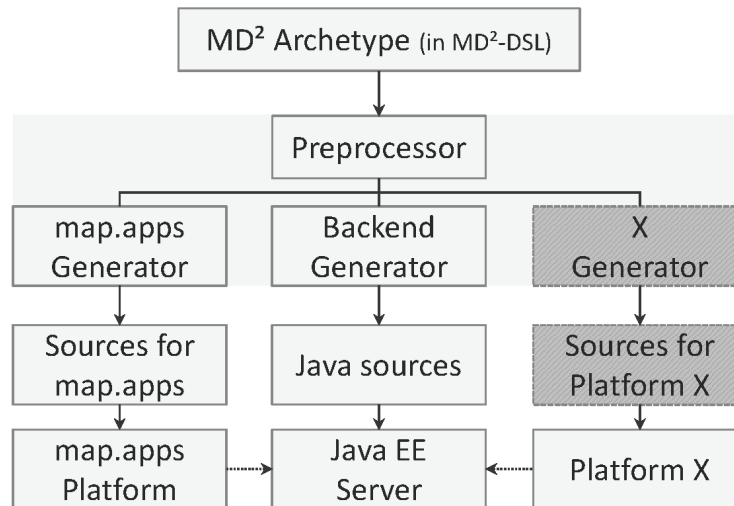 MD² Archetype (in MD²-DSL)
Preprocessor
map.apps
Generator
Backend
Generator
X
Generator
Sources for
map.apps
Java sources
Sources for
Platform X
map.apps
Platform
Java EE
Server
Platform X